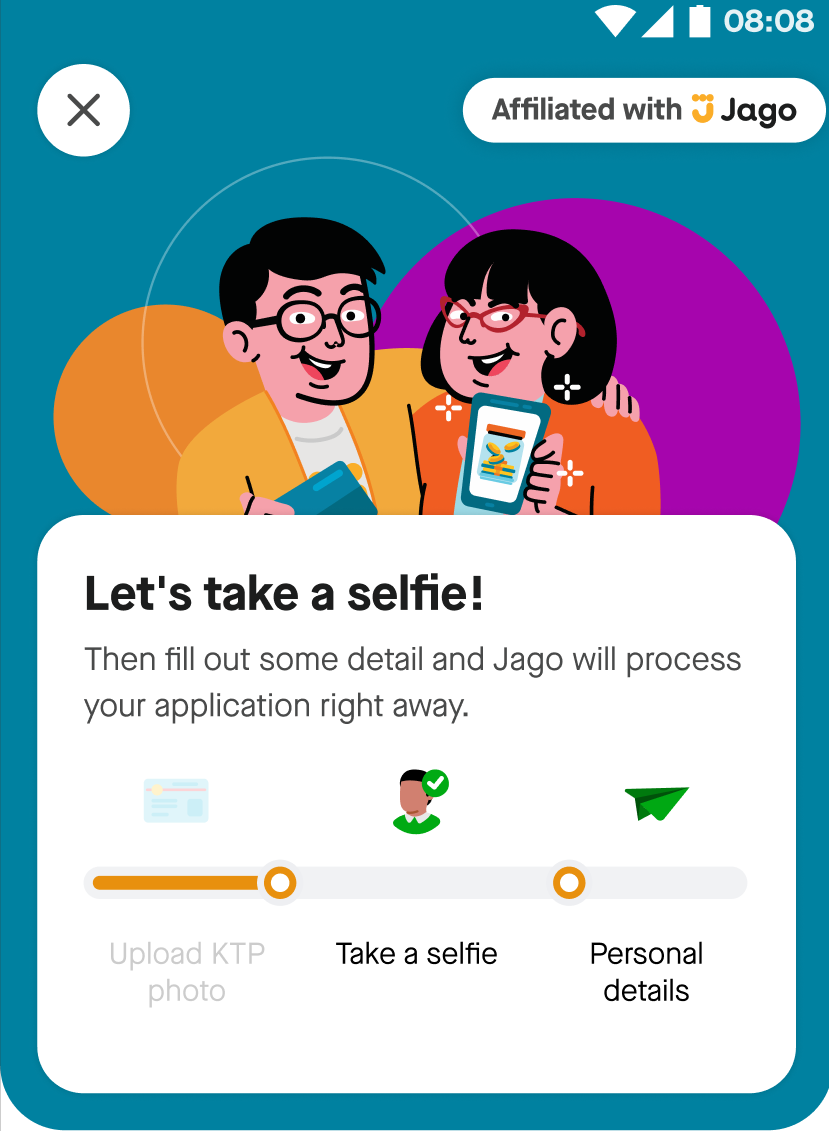 08:08
Affiliated with Jago
Let's take a selfie!
Then fill out some detail and Jago will process
your application right away.
Upload KTP
photo
Take a selfie
Personal
details